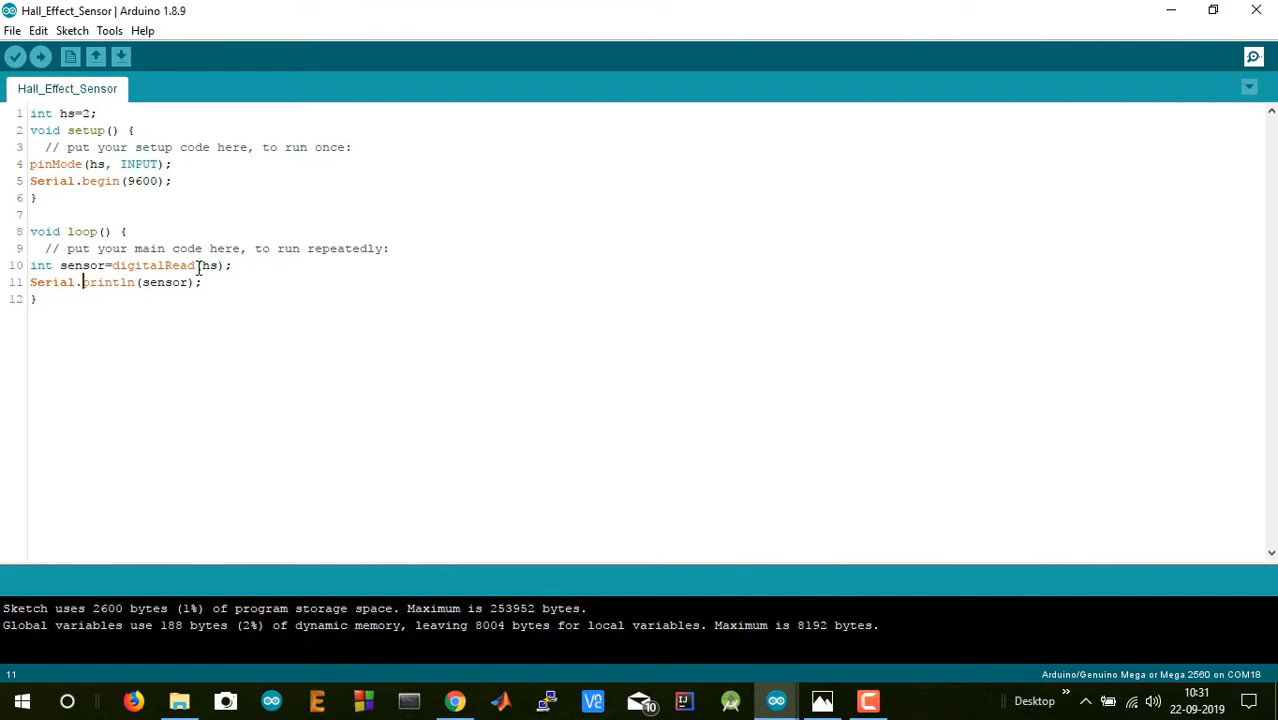 Hall_Effect_Sensor | Arduino 1.8.9
File Edit Sketch Tools Help
Hall_Effect_Sensor
1 int hs=2;
2 void setup() {
3 // put your setup code here, to run once:
4 pinMode(hs, INPUT);
5 Serial.begin(9600);
6 }
7
8 void loop() {
9 // put your main code here, to run repeatedly:
10 int sensor=digitalRead(hs);
11 Serial.println(sensor);
12 }
Sketch uses 2600 bytes (1%) of program storage space. Maximum is 253952 bytes.
Global variables use 188 bytes (2%) of dynamic memory, leaving 8004 bytes for local variables. Maximum is 8192 bytes.
11 Arduino/Genuino Mega or Mega 2560 on COM18
10 Desktop 10:31
22-09-2019